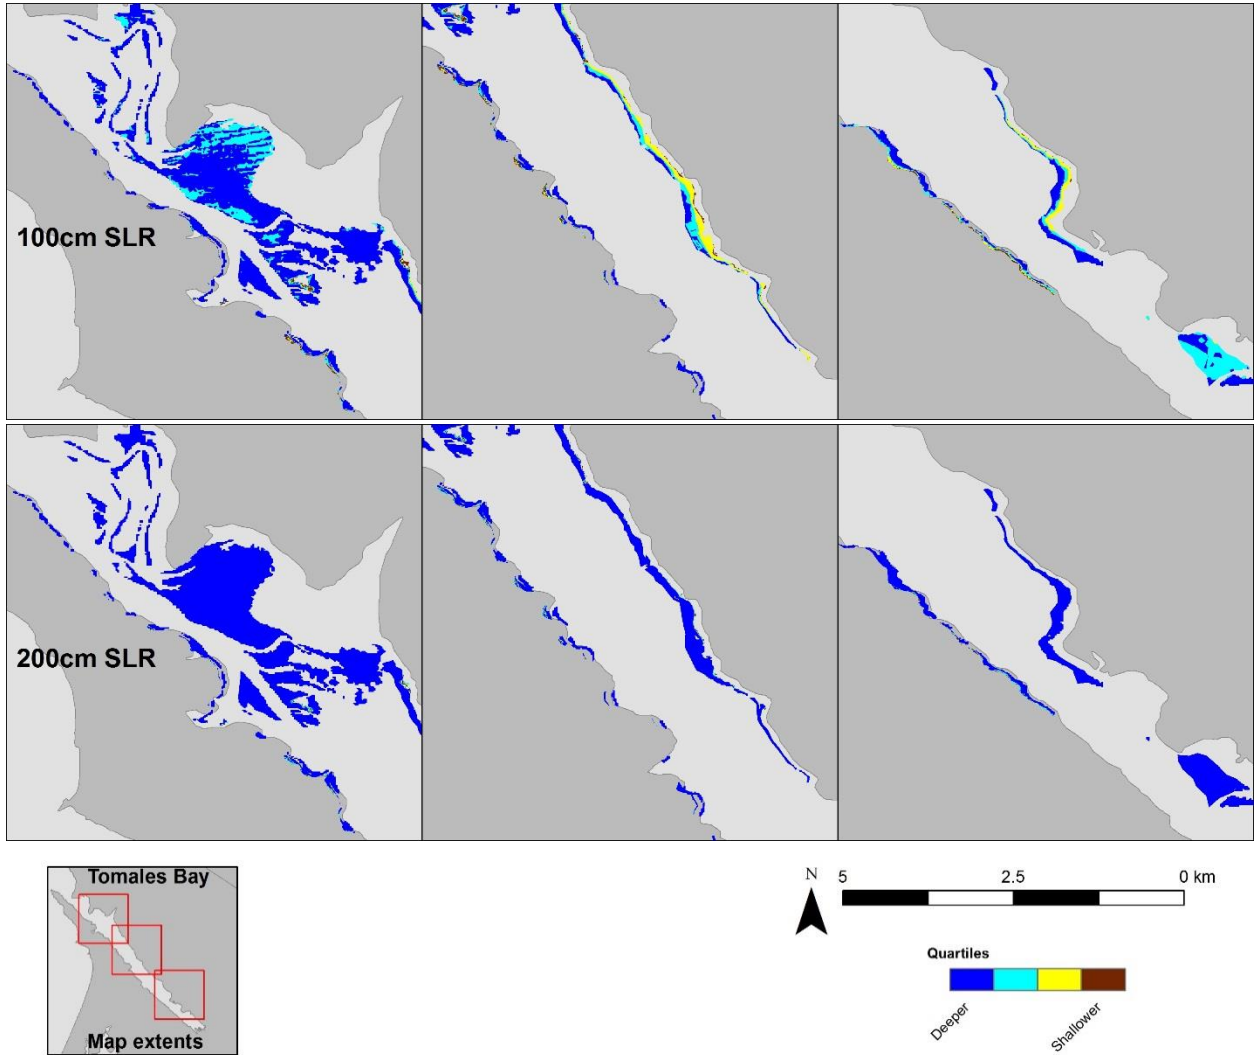 100cm SLR
200cm SLR
Tomales Bay
Map extents
N
5 2.5 0 km
Quartiles
Deeper
Shallower